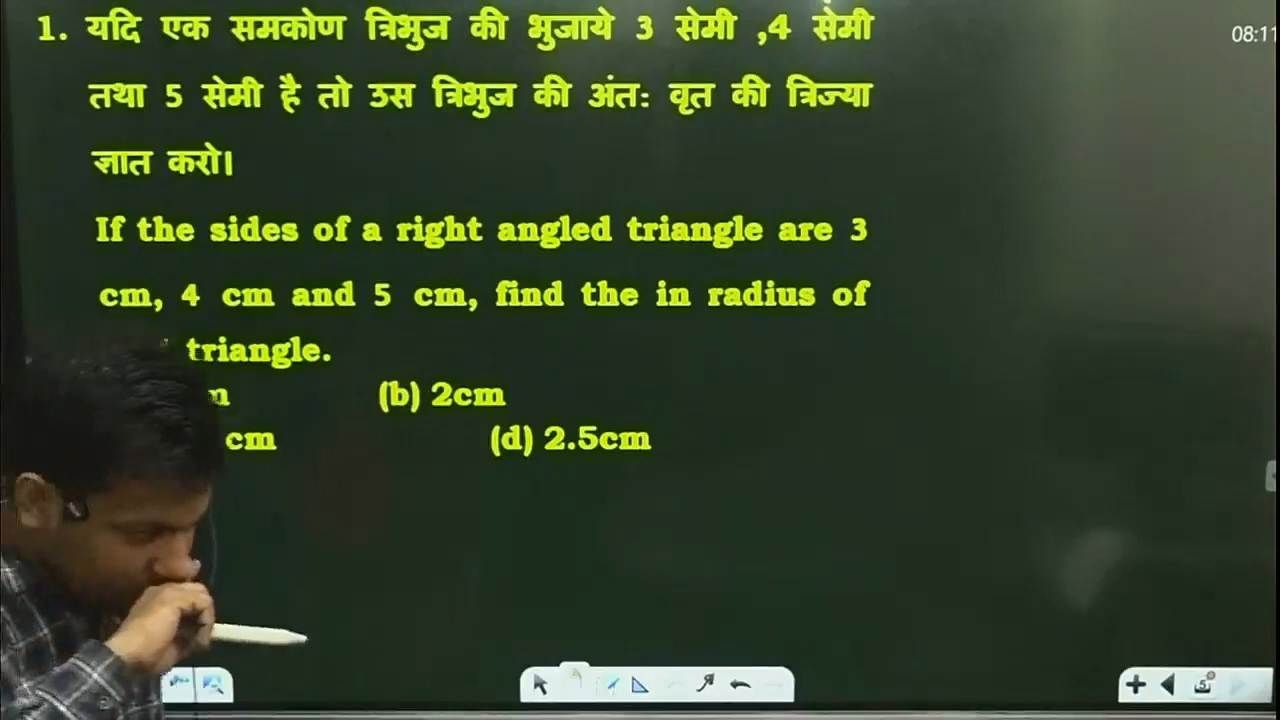 1. यदि एक समकोण त्रिभुज की भुजाये 3 सेमी ,4 सेमी
08:11
तथा 5 सेमी है तो उस त्रिभुज की अंतः वृत की त्रिज्या
ज्ञात करो।
If the sides of a right angled triangle are 3
cm, 4 cm and 5 cm, find the in radius of
triangle.
(b) 2cm
cm
(d) 2.5cm